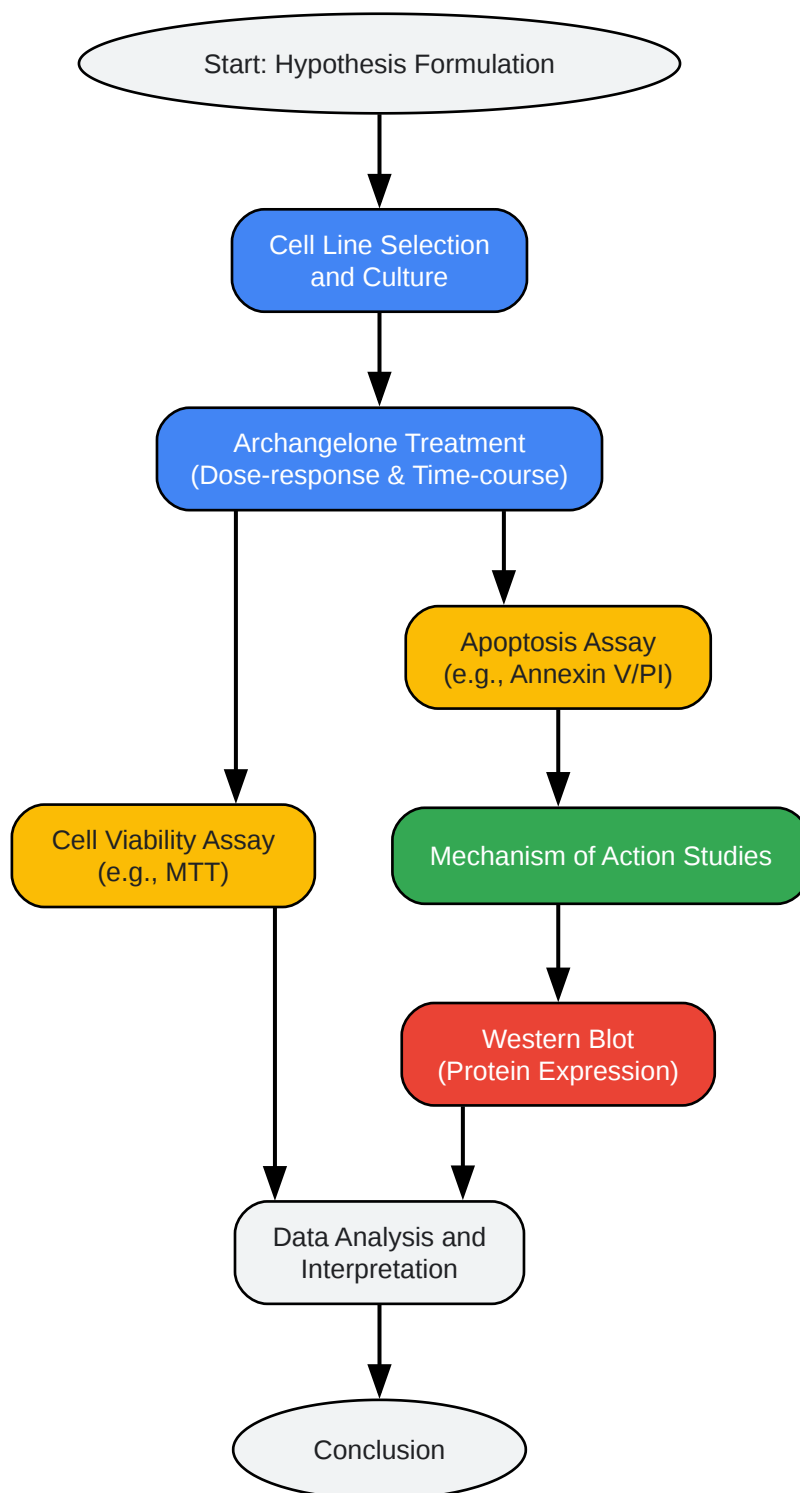 Start: Hypothesis Formulation
Cell Line Selection
and Culture
Archangelone Treatment
(Dose-response & Time-course)
Apoptosis Assay
(e.g., Annexin V/PI)
Cell Viability Assay
(e.g., MTT)
Mechanism of Action Studies
Western Blot
(Protein Expression)
Data Analysis and
Interpretation
Conclusion